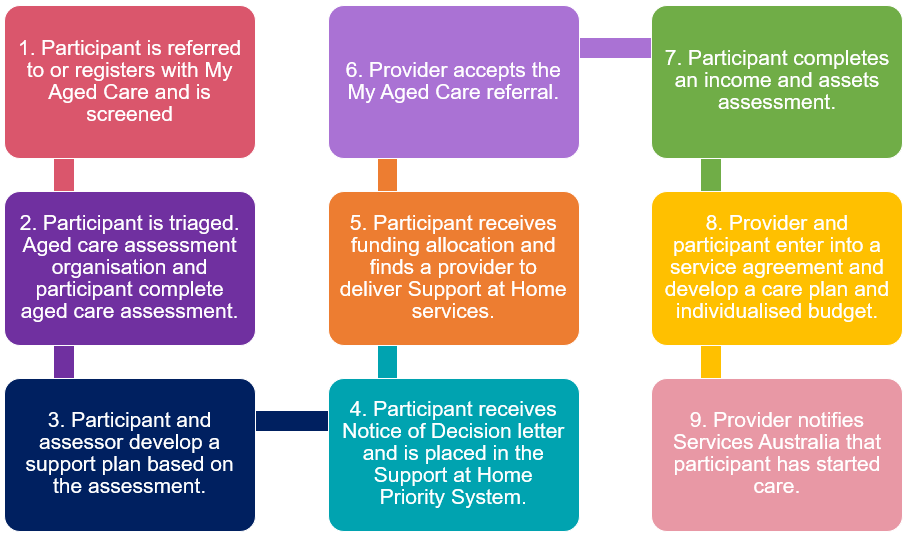 1. Participant is referred
to or registers with My
Aged Care and is
screened
2. Participant is triaged.
Aged care assessment
organisation and
participant complete
aged care assessment.
3. Participant and
assessor develop a
support plan based on
the assessment.
4. Participant receives
Notice of Decision letter
and is placed in the
Support at Home
Priority System.
5. Participant receives
funding allocation and
finds a provider to
deliver Support at Home
services.
6. Provider accepts the
My Aged Care referral.
7. Participant completes
an income and assets
assessment.
8. Provider and
participant enter into a
service agreement and
develop a care plan and
individualised budget.
9. Provider notifies
Services Australia that
participant has started
care.